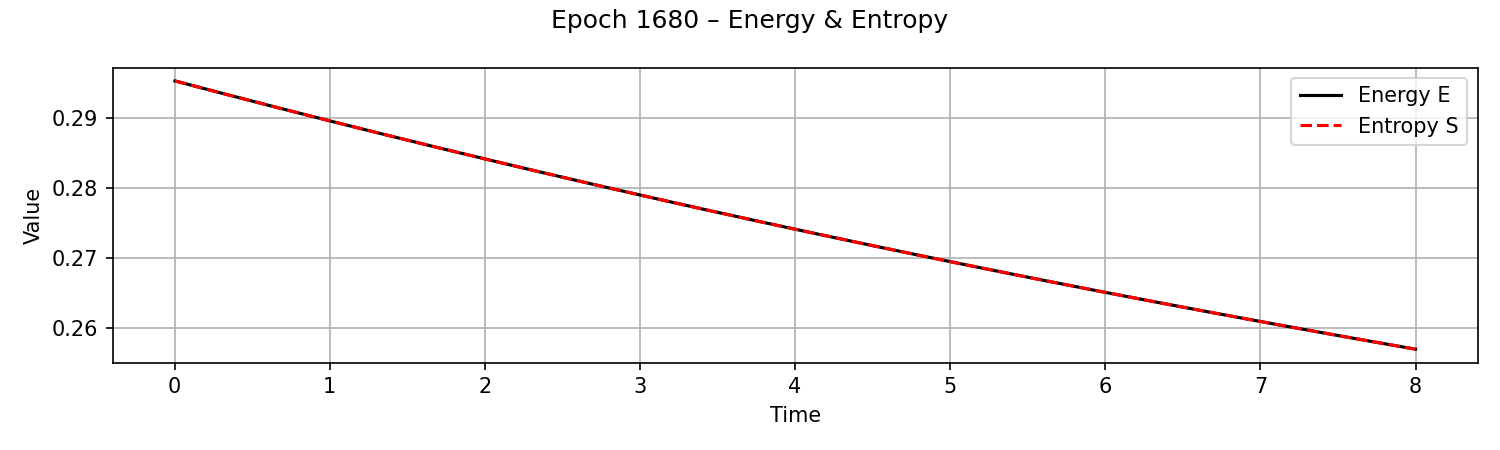 Epoch 1680 – Energy & Entropy
Energy E
Entropy S
Value
0.29
0.28
0.27
0.26
0 1 2 3 4 5 6 7 8
Time